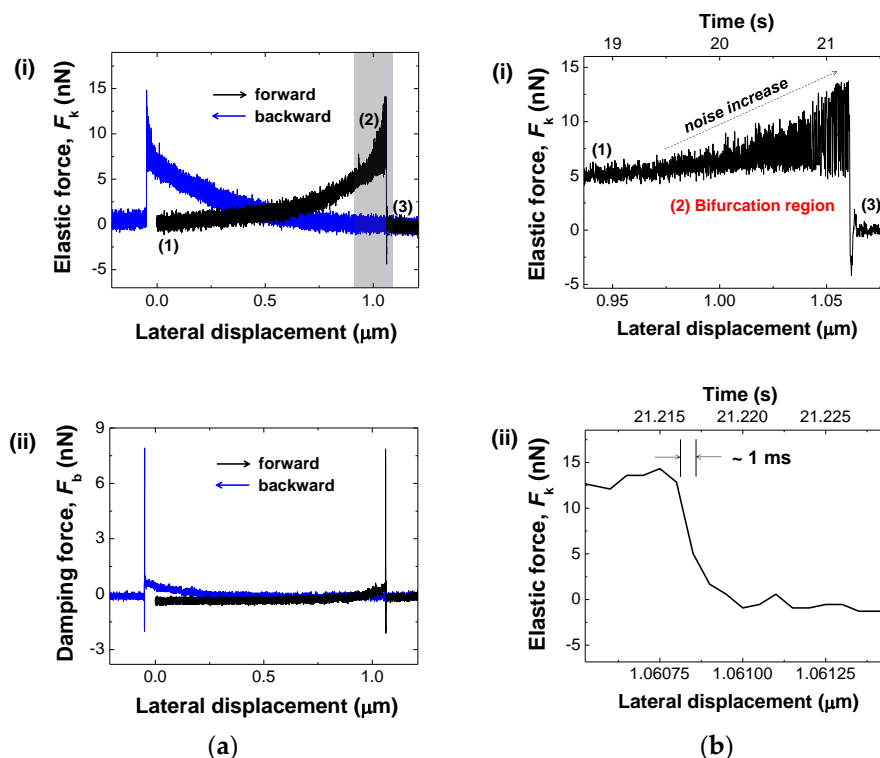 (i)
Elastic force, Fk (nN)
15
10
5
0
-5
forward
backward
(1)
(2)
(3)
0.0
0.5
1.0
Lateral displacement (μm)
(ii)
Damping force, Fb (nN)
9
6
3
0
-3
forward
backward
0.0
0.5
1.0
Lateral displacement (μm)
(a)
Time (s)
19
20
21
(i)
Elastic force, Fk (nN)
15
10
5
0
-5
noise increase
(1)
(2) Bifurcation region
(3)
0.95
1.00
1.05
Lateral displacement (μm)
Time (s)
21.215
21.220
21.225
(ii)
Elastic force, Fk (nN)
15
10
5
0
-5
~ 1 ms
1.06075
1.06100
1.06125
Lateral displacement (μm)
(b)